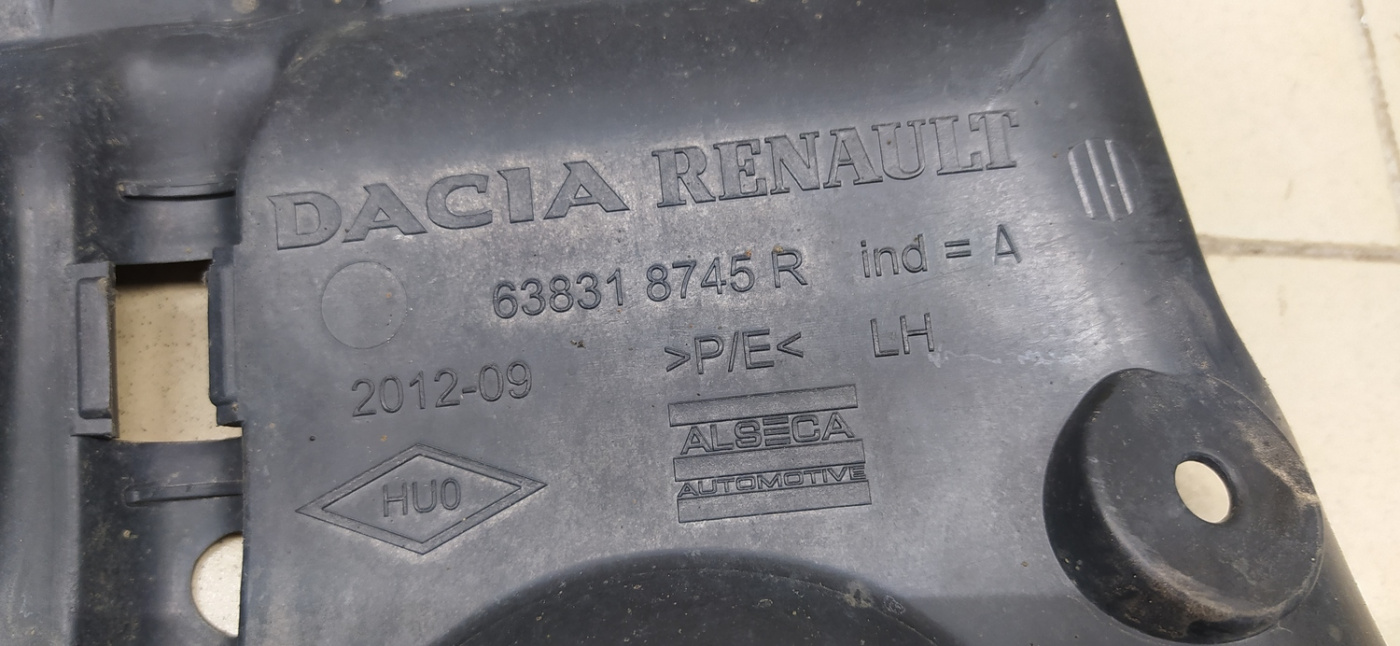 DACIA RENAULT
63831 8745 R ind = A
>P/E< LH
2012-09
ALSECA
AUTOMOTIVE
HU0